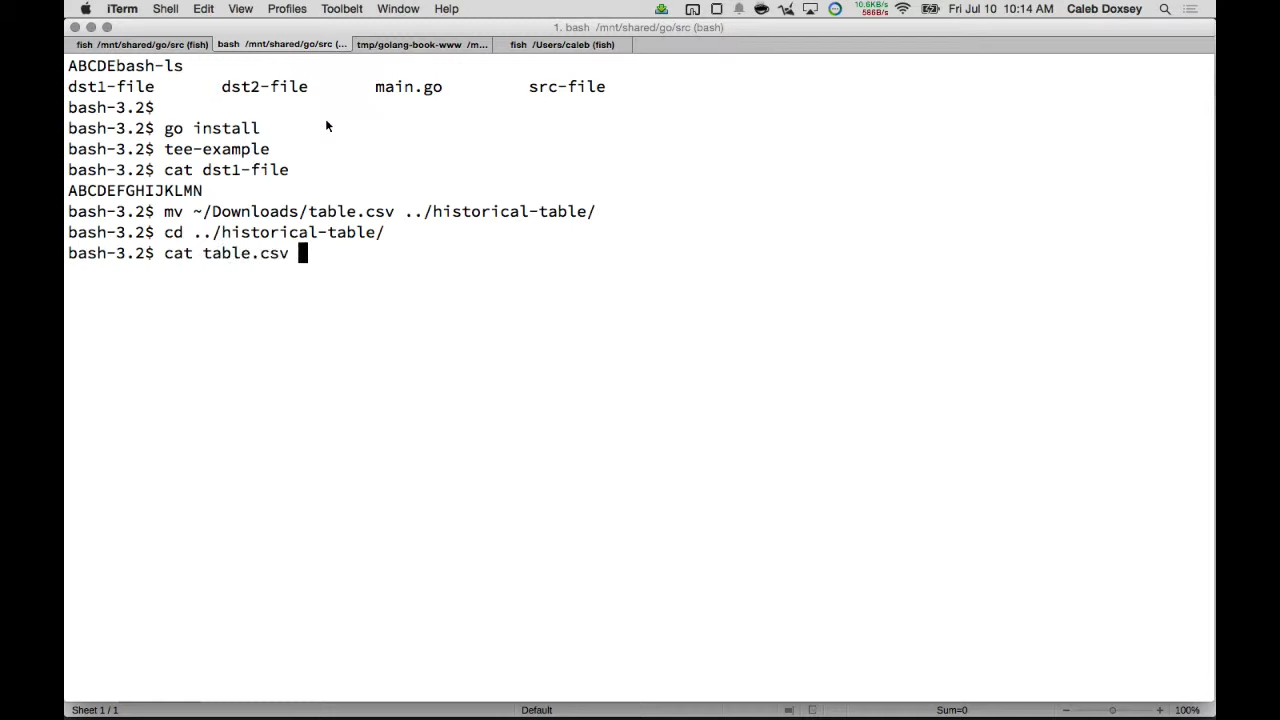 iTerm Shell Edit View Profiles Toolbelt Window Help 10.6KB/s 586B/s Fri Jul 10 10:14 AM Caleb Doxsey
1. bash /mnt/shared/go/src (bash)
fish /mnt/shared/go/src (fish) bash /mnt/shared/go/src (... tmp/golang-book-www /m... fish /Users/caleb (fish)
ABCDEbash-ls
dst1-file dst2-file main.go src-file
bash-3.2$
bash-3.2$ go install
bash-3.2$ tee-example
bash-3.2$ cat dst1-file
ABCDEFGHIJKLMN
bash-3.2$ mv ~/Downloads/table.csv ../historical-table/
bash-3.2$ cd ../historical-table/
bash-3.2$ cat table.csv
Sheet 1 / 1 Default Sum=0 100%